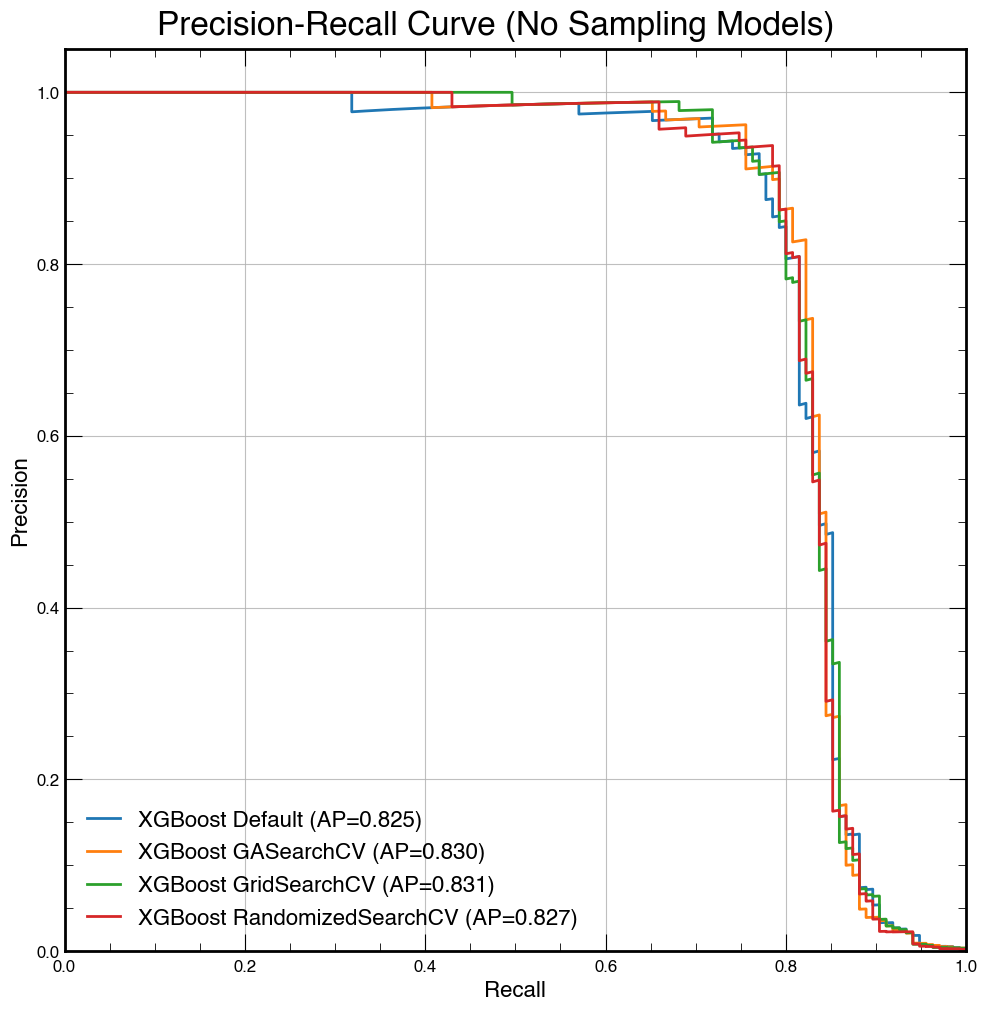 Precision-Recall Curve (No Sampling Models)
1.0
0.8
0.6
0.4
0.2
0.0
Precision
XGBoost Default (AP=0.825)
XGBoost GASearchCV (AP=0.830)
XGBoost GridSearchCV (AP=0.831)
XGBoost RandomizedSearchCV (AP=0.827)
0.0 0.2 0.4 0.6 0.8 1.0
Recall